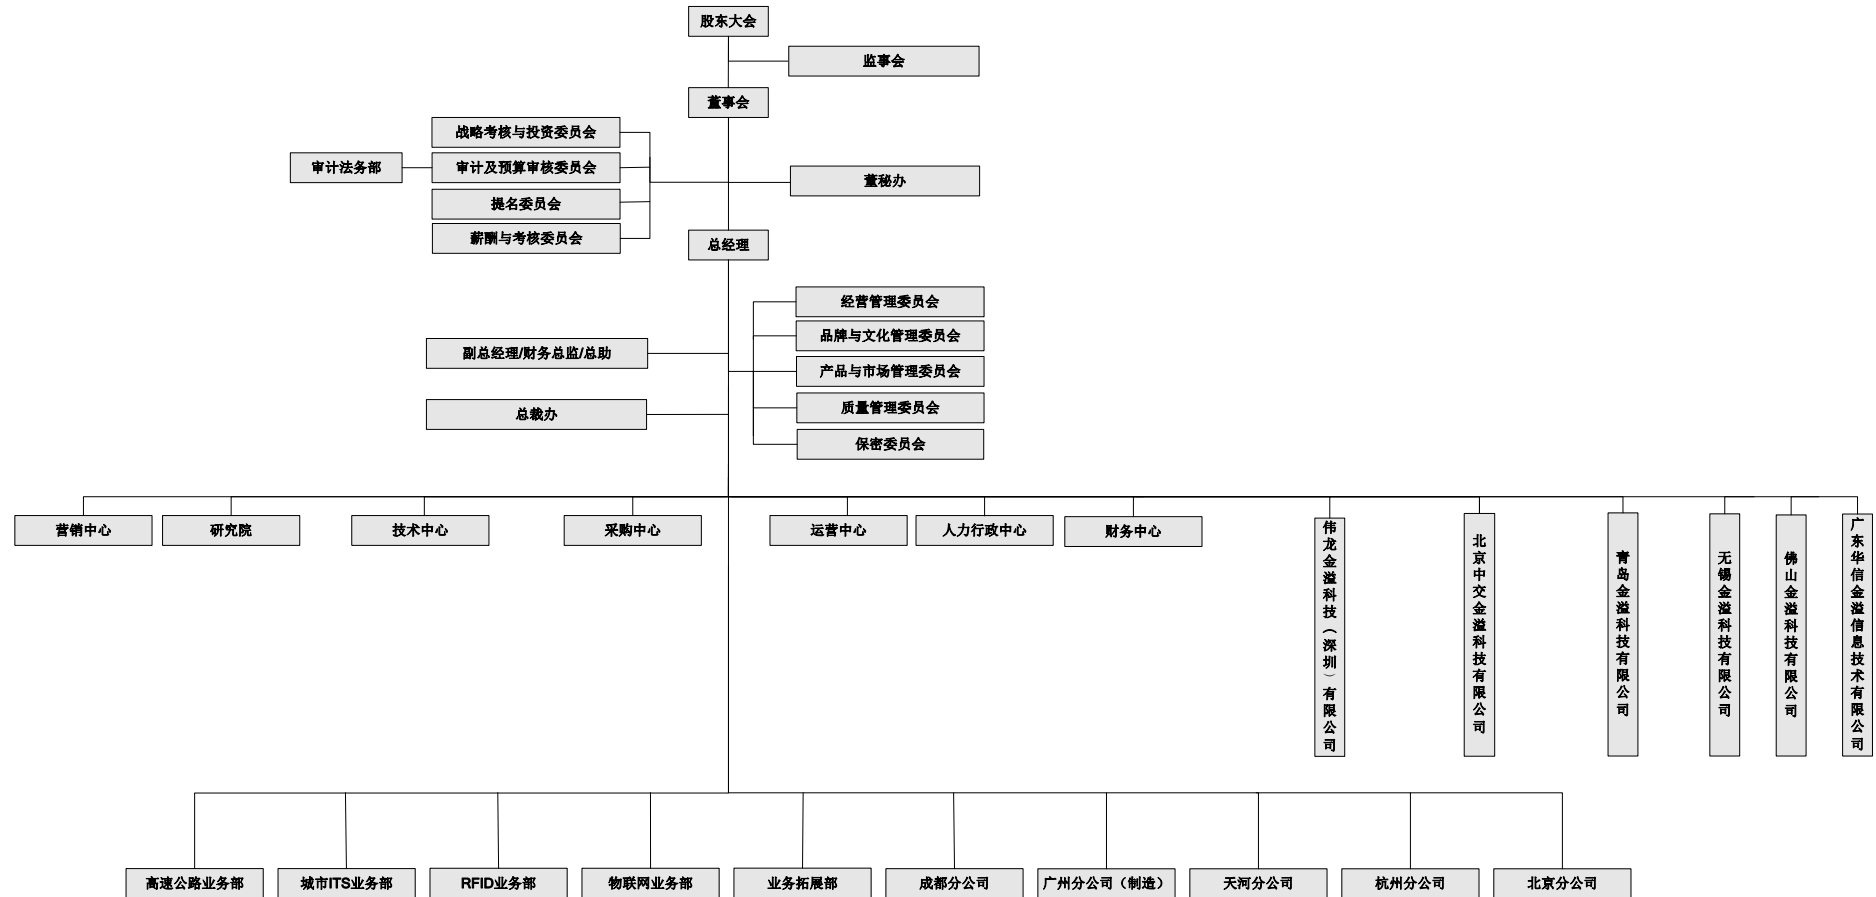 股东大会
监事会
董事会
战略考核与投资委员会
审计法务部
审计及预算审核委员会
董秘办
提名委员会
薪酬与考核委员会
总经理
经营管理委员会
品牌与文化管理委员会
副总经理/财务总监/总助
产品与市场管理委员会
总裁办
质量管理委员会
保密委员会
营销中心
研究院
技术中心
采购中心
运营中心
人力行政中心
财务中心
伟龙金溢科技（深圳）有限公司
北京中交金溢科技有限公司
青岛金溢科技有限公司
无锡金溢科技有限公司
佛山金溢科技有限公司
广东华信金溢信息技术有限公司
高速公路业务部
城市ITS业务部
RFID业务部
物联网业务部
业务拓展部
成都分公司
广州分公司（制造）
天河分公司
杭州分公司
北京分公司